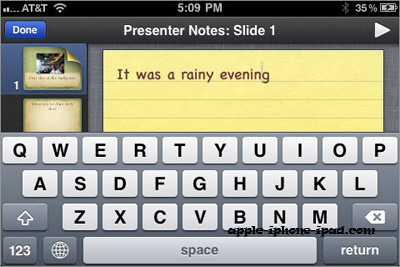 AT&T 5:09 PM 35%
Done Presenter Notes: Slide 1
1
It was a rainy evening
Q W E R T Y U I O P
A S D F G H J K L
Z X C V B N M
apple-iphone-ipad.com
123 space return